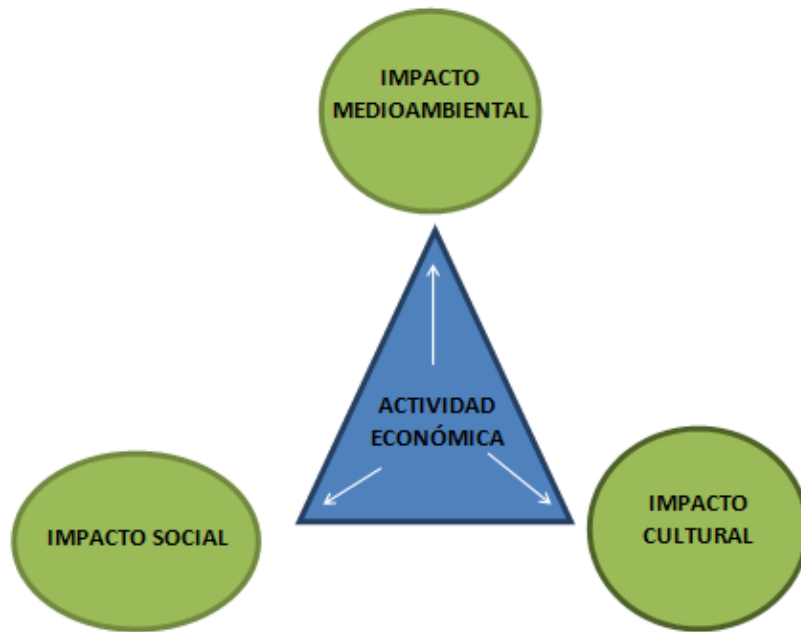 IMPACTO
MEDIOAMBIENTAL
ACTIVIDAD
ECONÓMICA
IMPACTO SOCIAL
IMPACTO
CULTURAL